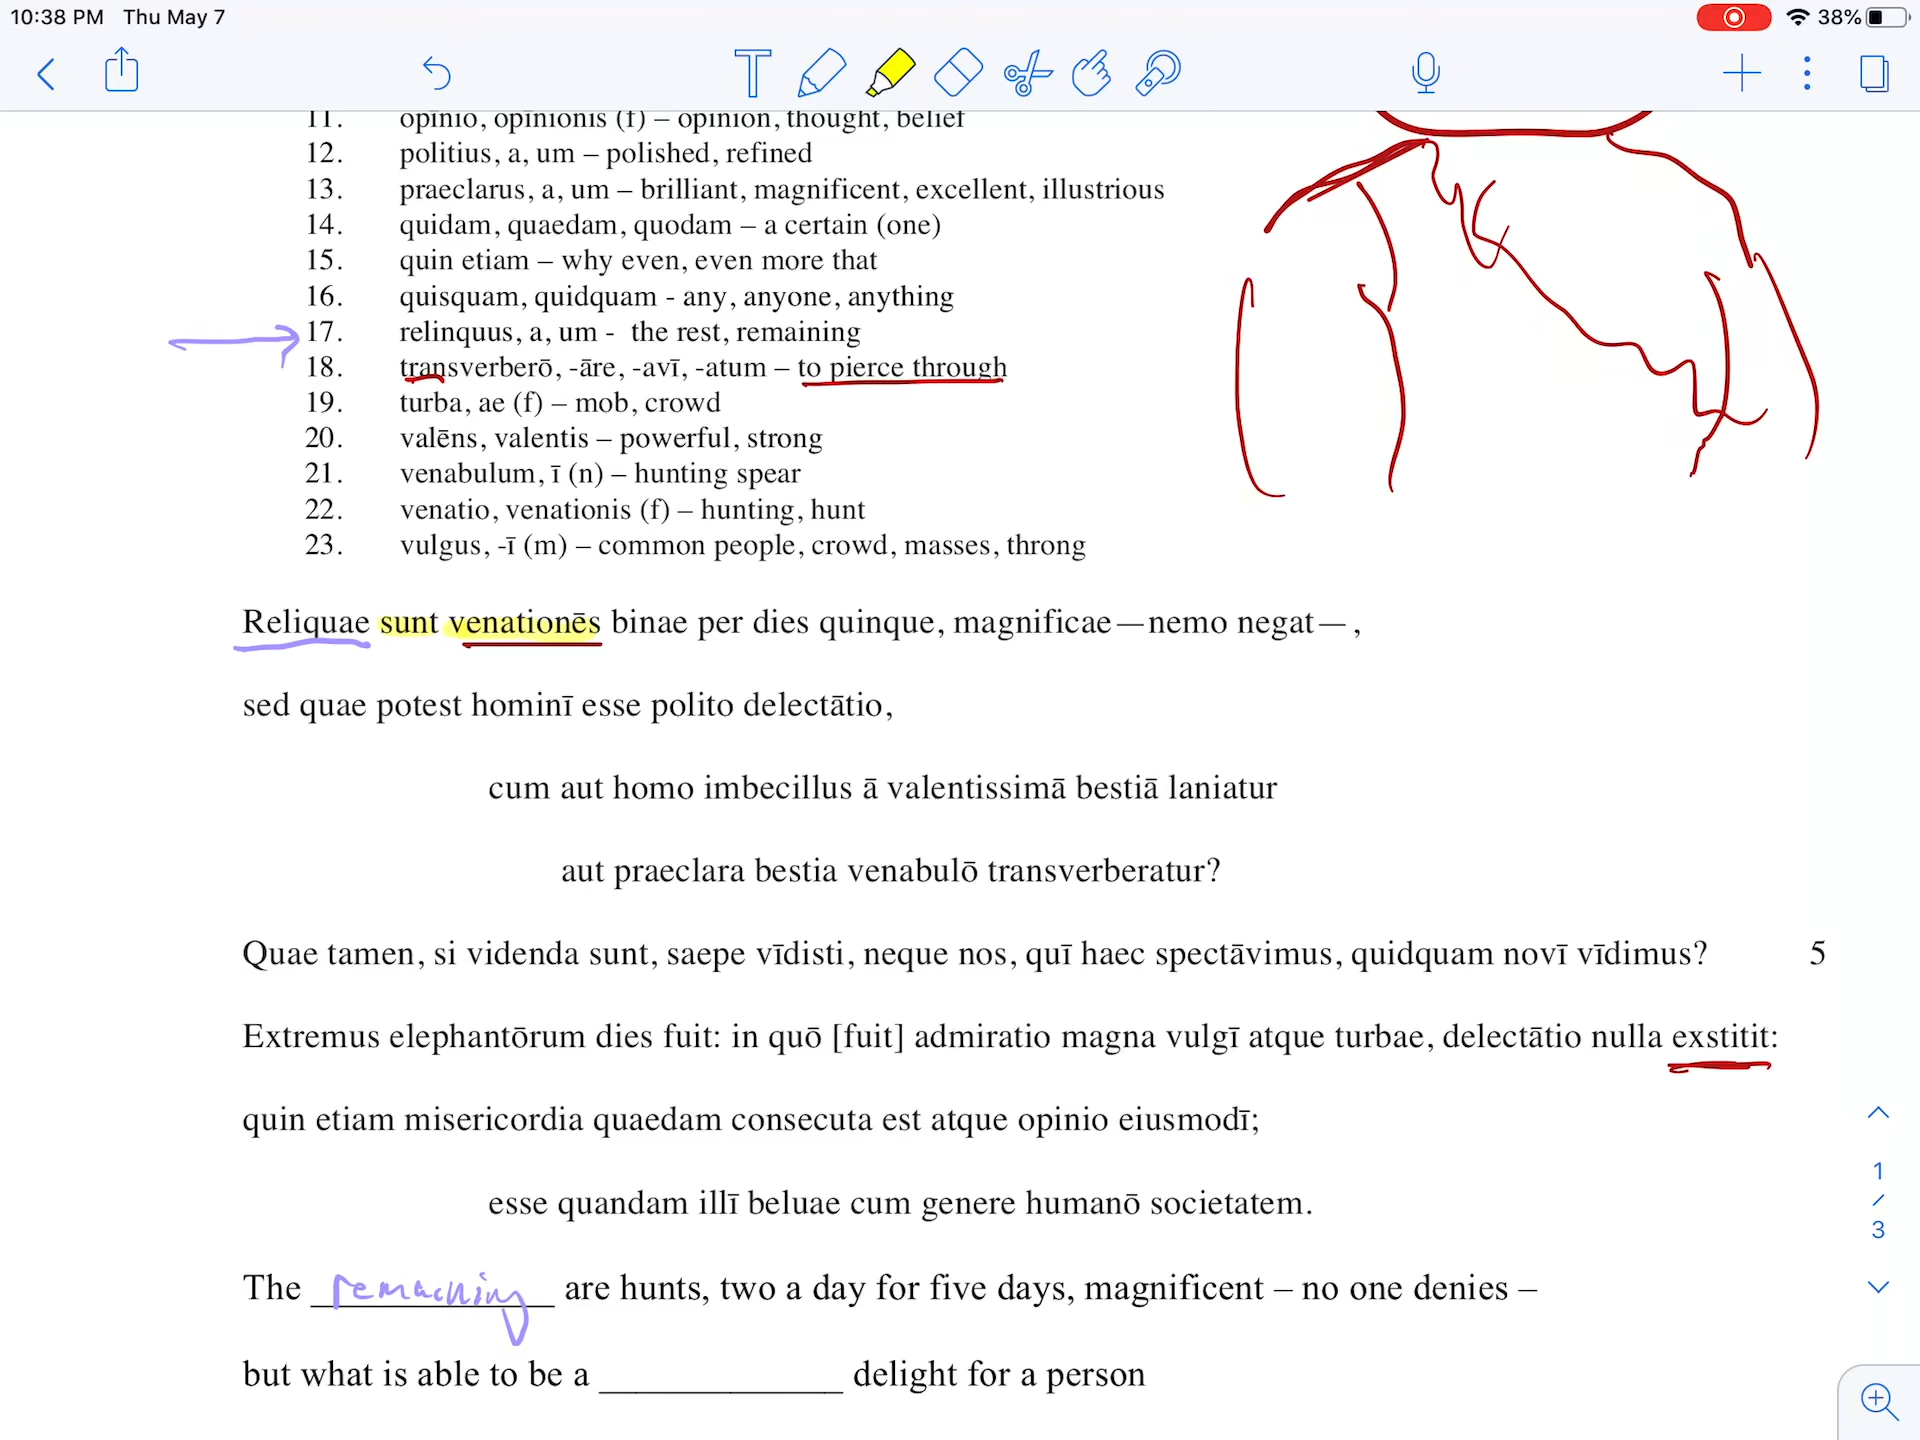 10:38 PM Thu May 7
38%
11. opinio, opinionis (f) – opinion, thought, belief
12. politius, a, um – polished, refined
13. praeclarus, a, um – brilliant, magnificent, excellent, illustrious
14. quidam, quaedam, quodam – a certain (one)
15. quin etiam – why even, even more that
16. quisquam, quidquam - any, anyone, anything
17. relinquus, a, um - the rest, remaining
18. transverberō, -āre, -avī, -atum – to pierce through
19. turba, ae (f) – mob, crowd
20. valēns, valentis – powerful, strong
21. venabulum, ī (n) – hunting spear
22. venatio, venationis (f) – hunting, hunt
23. vulgus, -ī (m) – common people, crowd, masses, throng
Reliquae sunt venationēs binae per dies quinque, magnificae—nemo negat—,
sed quae potest hominī esse polito delectātio,
cum aut homo imbecillus ā valentissimā bestiā laniatur
aut praeclara bestia venabulō transverberatur?
Quae tamen, si videnda sunt, saepe vīdisti, neque nos, quī haec spectāvimus, quidquam novī vīdimus? 5
Extremus elephantōrum dies fuit: in quō [fuit] admiratio magna vulgī atque turbae, delectātio nulla exstitit:
quin etiam misericordia quaedam consecuta est atque opinio eiusmodī;
esse quandam illī beluae cum genere humanō societatem.
The remaining are hunts, two a day for five days, magnificent – no one denies –
but what is able to be a ____________ delight for a person
1
/
3